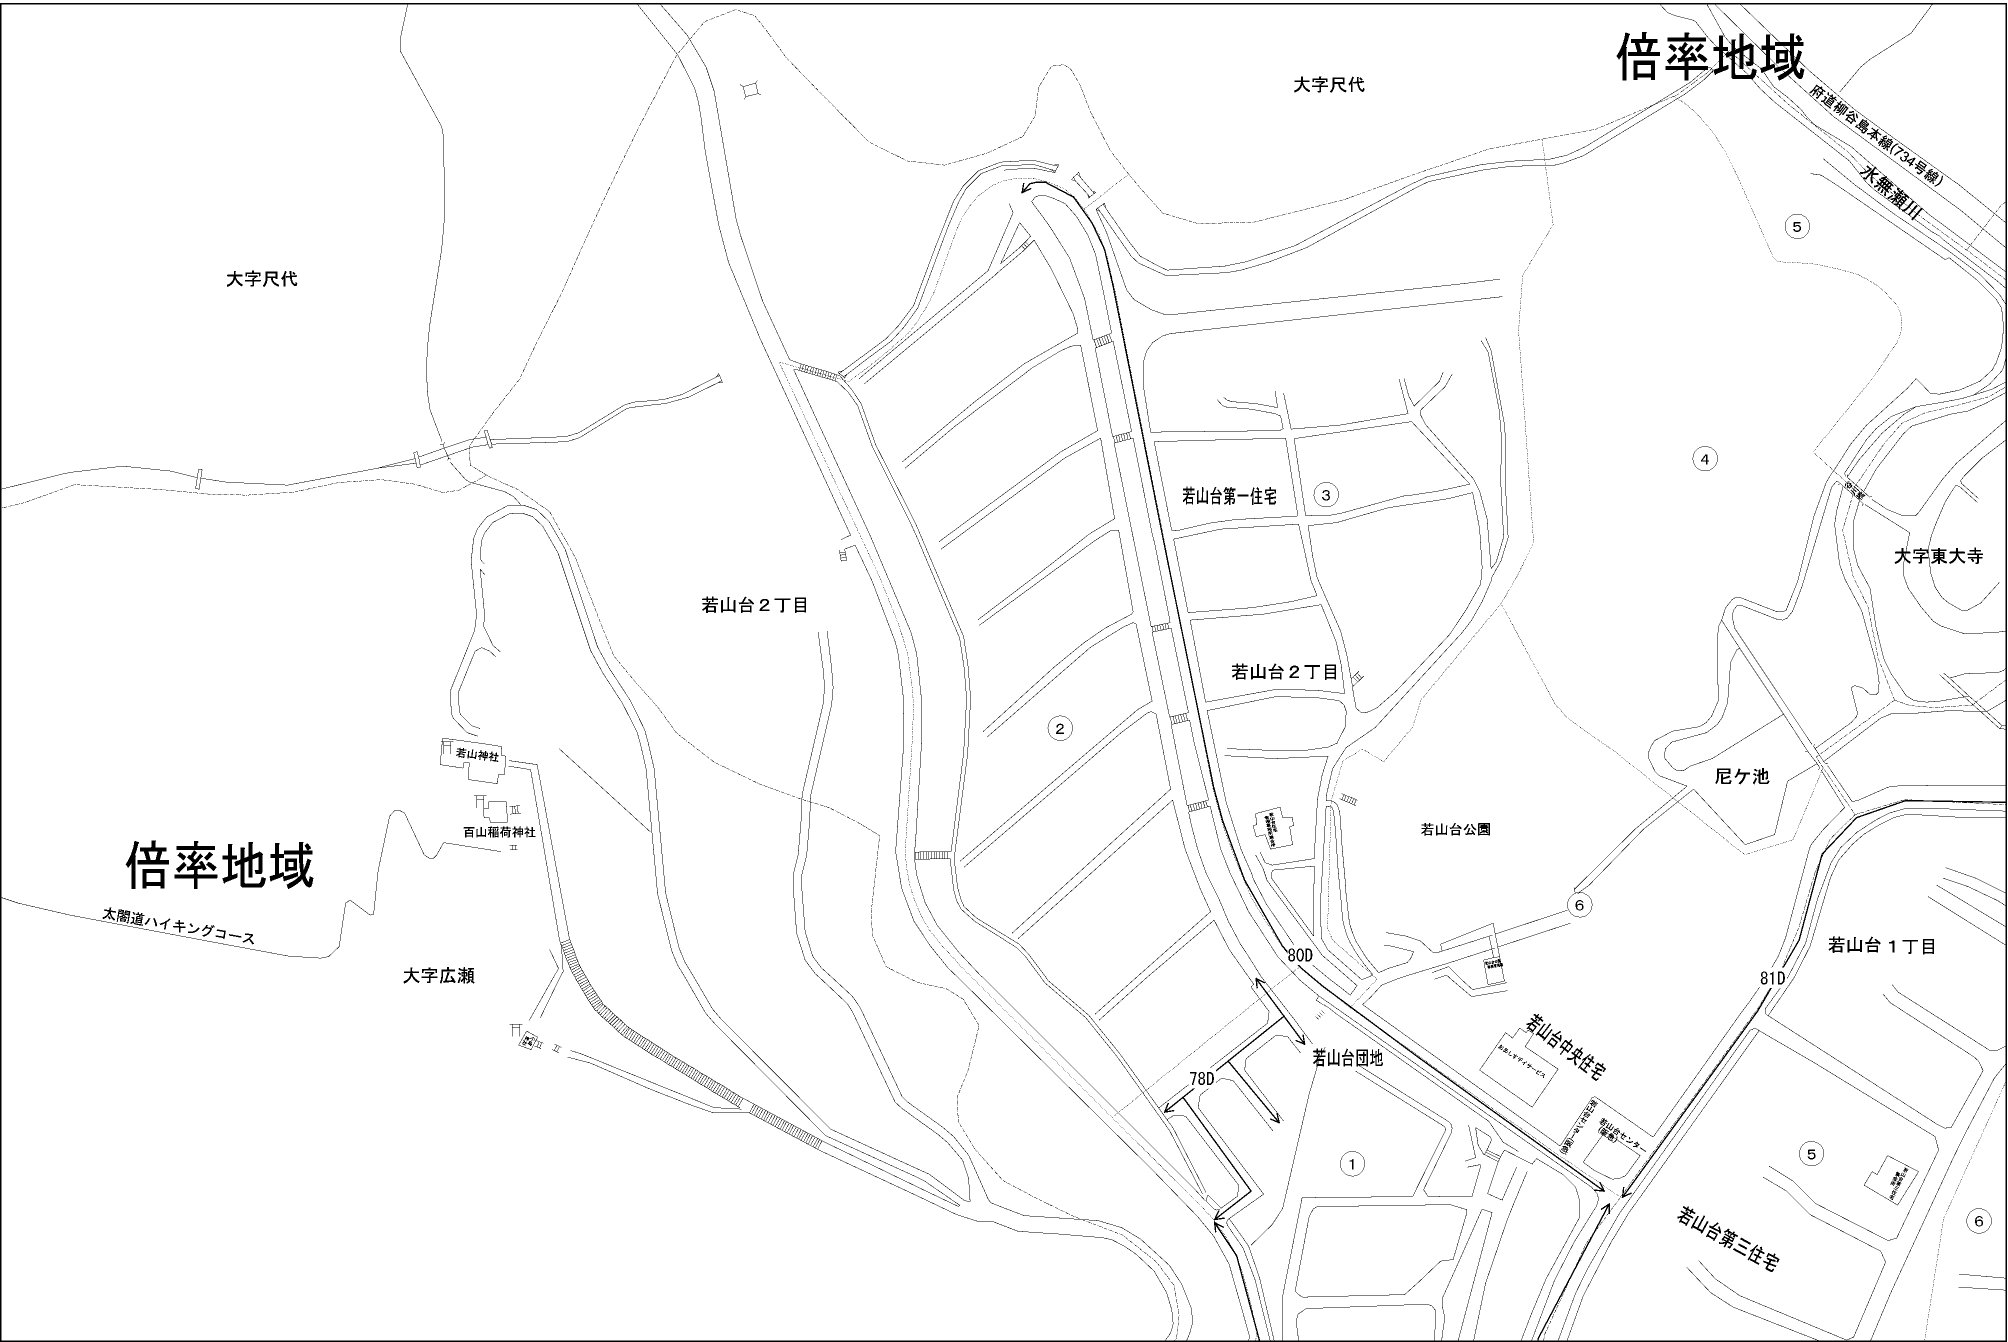 倍率地域
大字尺代
府道柳谷島本線(734号線)
水無瀬川
5
大字尺代
4
若山台第一住宅
3
大字東大寺
若山台２丁目
若山台２丁目
2
若山神社
尼ケ池
百山稲荷神社
若山台公園
倍率地域
6
太閤道ハイキングコース
80D
若山台１丁目
大字広瀬
81D
若山台中央住宅
若山台団地
78D
若山台センター
1
5
若山台第三住宅
6